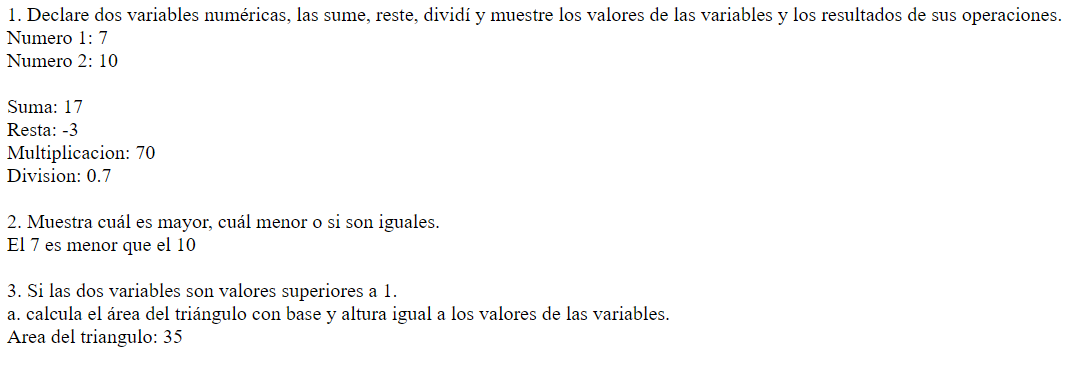 1. Declare dos variables numéricas, las sume, reste, dividí y muestre los valores de las variables y los resultados de sus operaciones.
Numero 1: 7
Numero 2: 10
Suma: 17
Resta: -3
Multiplicacion: 70
Division: 0.7
2. Muestra cuál es mayor, cuál menor o si son iguales.
El 7 es menor que el 10
3. Si las dos variables son valores superiores a 1.
a. calcula el área del triángulo con base y altura igual a los valores de las variables.
Area del triangulo: 35